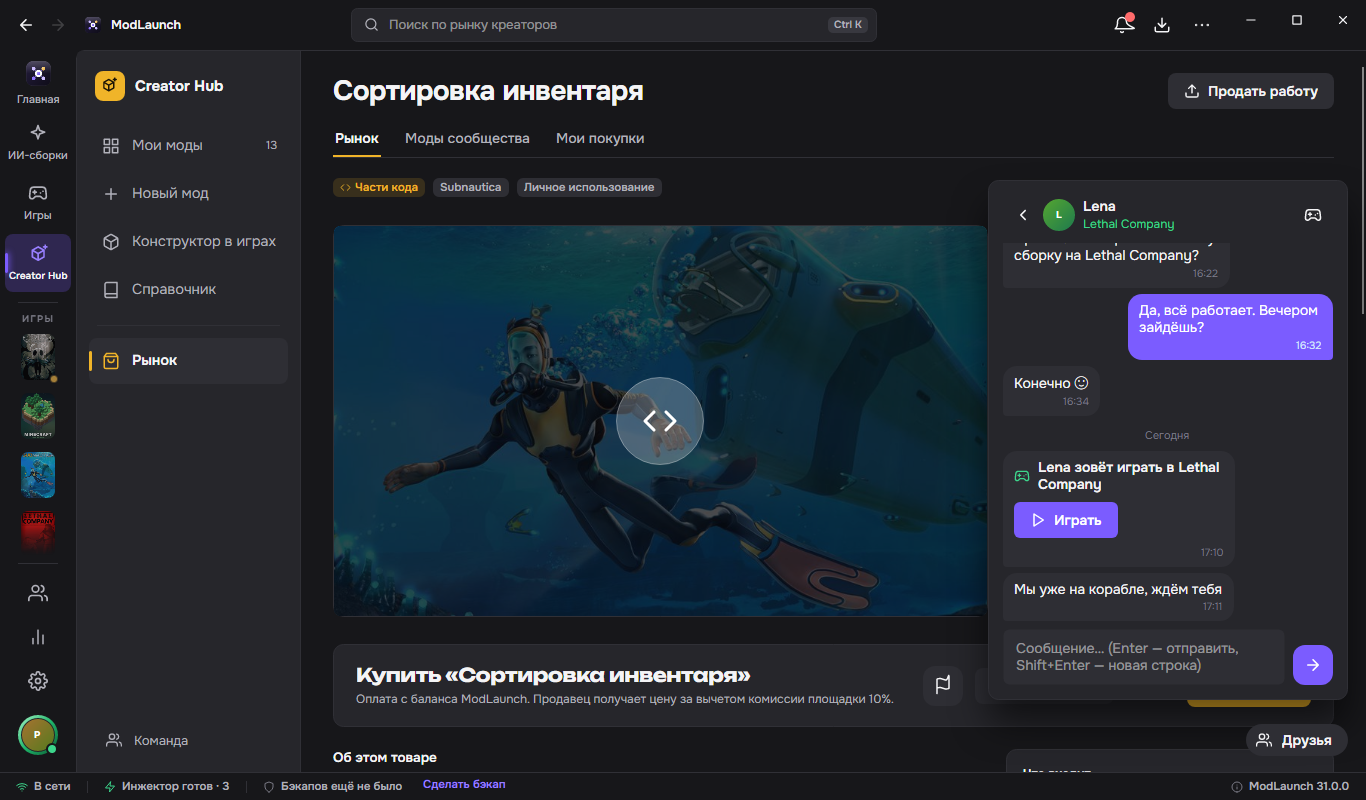 ModLaunch
Поиск по рынку креаторов
Ctrl K
Главная
ИИ-сборки
Игры
Creator Hub
ИГРЫ
MINECRAFT
LETHAL
COMPANY
P
Creator Hub
Мои моды 13
Новый мод
Конструктор в играх
Справочник
Рынок
Команда
Сортировка инвентаря
Продать работу
Рынок Моды сообщества Мои покупки
Части кода Subnautica Личное использование
Купить «Сортировка инвентаря»
Оплата с баланса ModLaunch. Продавец получает цену за вычетом комиссии площадки 10%.
Об этом товаре
L
Lena
Lethal Company
сборку на Lethal Company?
16:22
Да, всё работает. Вечером
зайдёшь?
16:32
Конечно
16:34
Сегодня
Lena зовёт играть в Lethal
Company
Играть
17:10
Мы уже на корабле, ждём тебя
17:11
Сообщение... (Enter — отправить,
Shift+Enter — новая строка)
Друзья
В сети
Инжектор готов · 3
Бэкапов ещё не было
Сделать бэкап
ModLaunch 31.0.0